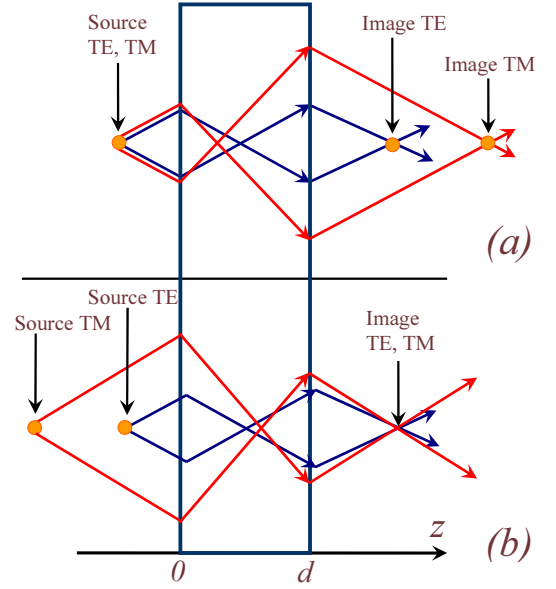 Source
TE, TM
Image TE
Image TM
(a)
Source TE
Source TM
Image
TE, TM
z
(b)
0
d